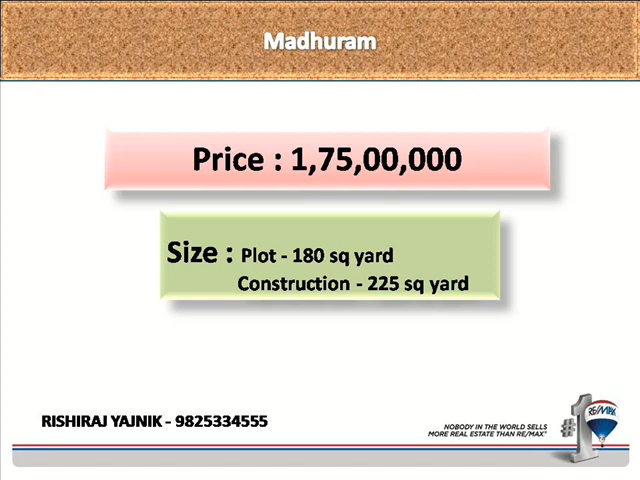 Madhuram
Price : 1,75,00,000
Size : Plot - 180 sq yard
Construction - 225 sq yard
RISHIRAJ YAJNIK - 9825334555
NOBODY IN THE WORLD SELLS
MORE REAL ESTATE THAN RE/MAX®
#1
RE/MAX